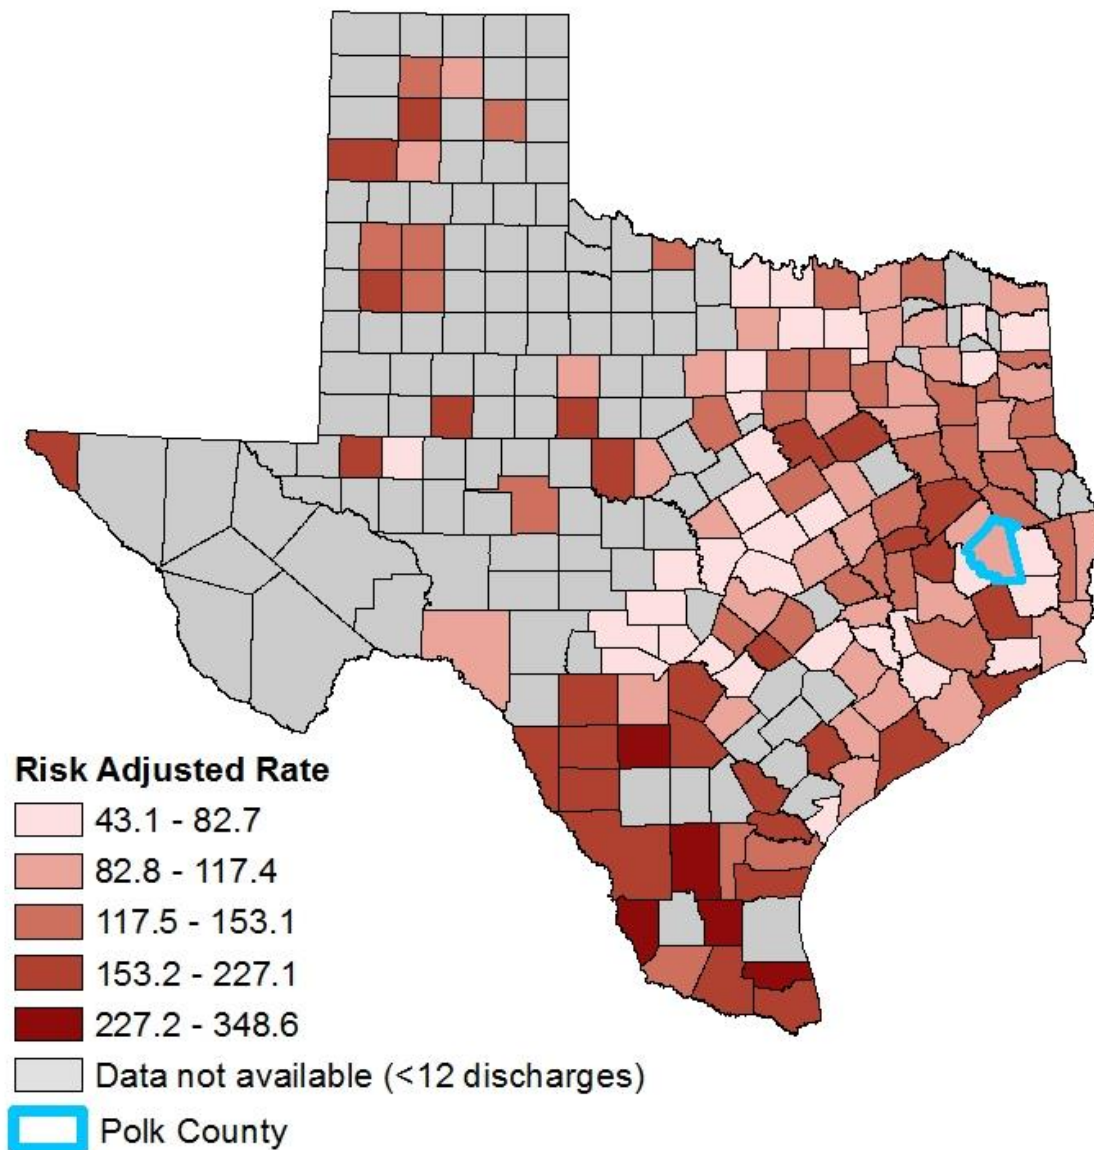 Risk Adjusted Rate
43.1 - 82.7
82.8 - 117.4
117.5 - 153.1
153.2 - 227.1
227.2 - 348.6
Data not available (<12 discharges)
Polk County